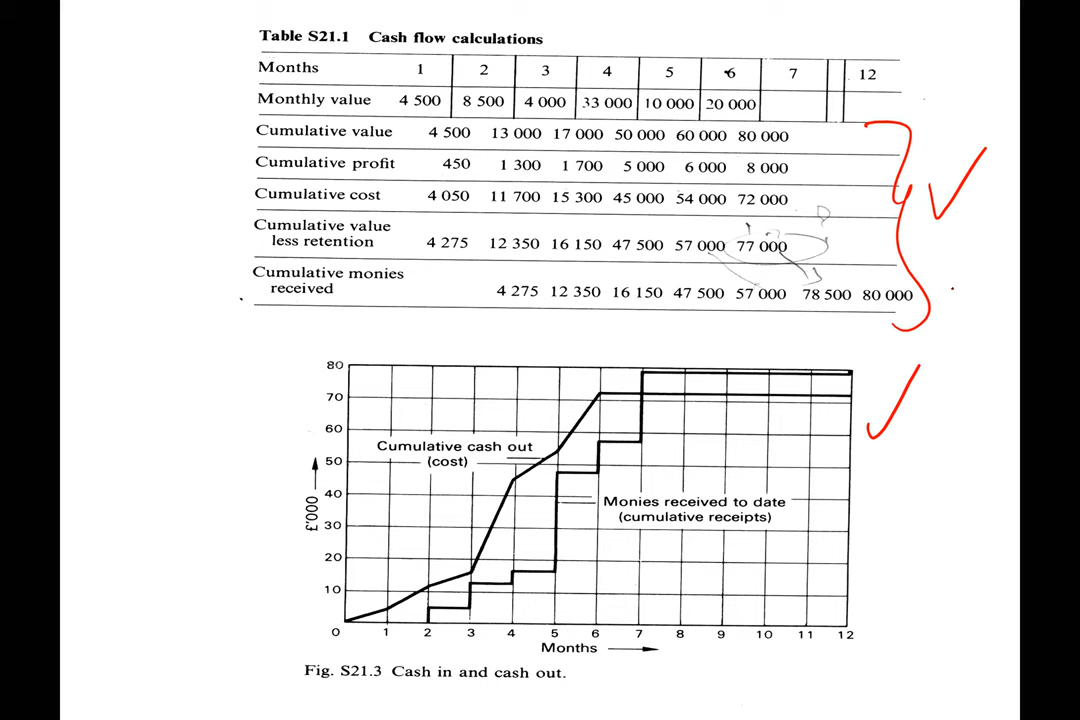 Table S21.1 Cash flow calculations
Months 1 2 3 4 5 6 7 12
Monthly value 4 500 8 500 4 000 33 000 10 000 20 000
Cumulative value 4 500 13 000 17 000 50 000 60 000 80 000
Cumulative profit 450 1 300 1 700 5 000 6 000 8 000
Cumulative cost 4 050 11 700 15 300 45 000 54 000 72 000
Cumulative value
less retention 4 275 12 350 16 150 47 500 57 000 77 000
Cumulative monies
received 4 275 12 350 16 150 47 500 57 000 78 500 80 000
80
70
60
Cumulative cash out
(cost)
50
40
Monies received to date
(cumulative receipts)
£'000
30
20
10
0 1 2 3 4 5 6 7 8 9 10 11 12
Months
Fig. S21.3 Cash in and cash out.